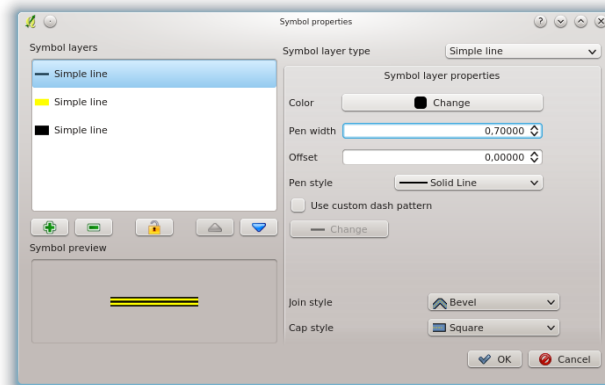 Symbol properties
Symbol layers
Simple line
Simple line
Simple line
Symbol preview
Symbol layer type
Simple line
Symbol layer properties
Color
Change
Pen width
0,70000
Offset
0,00000
Pen style
Solid Line
Use custom dash pattern
Change
Join style
Bevel
Cap style
Square
OK
Cancel